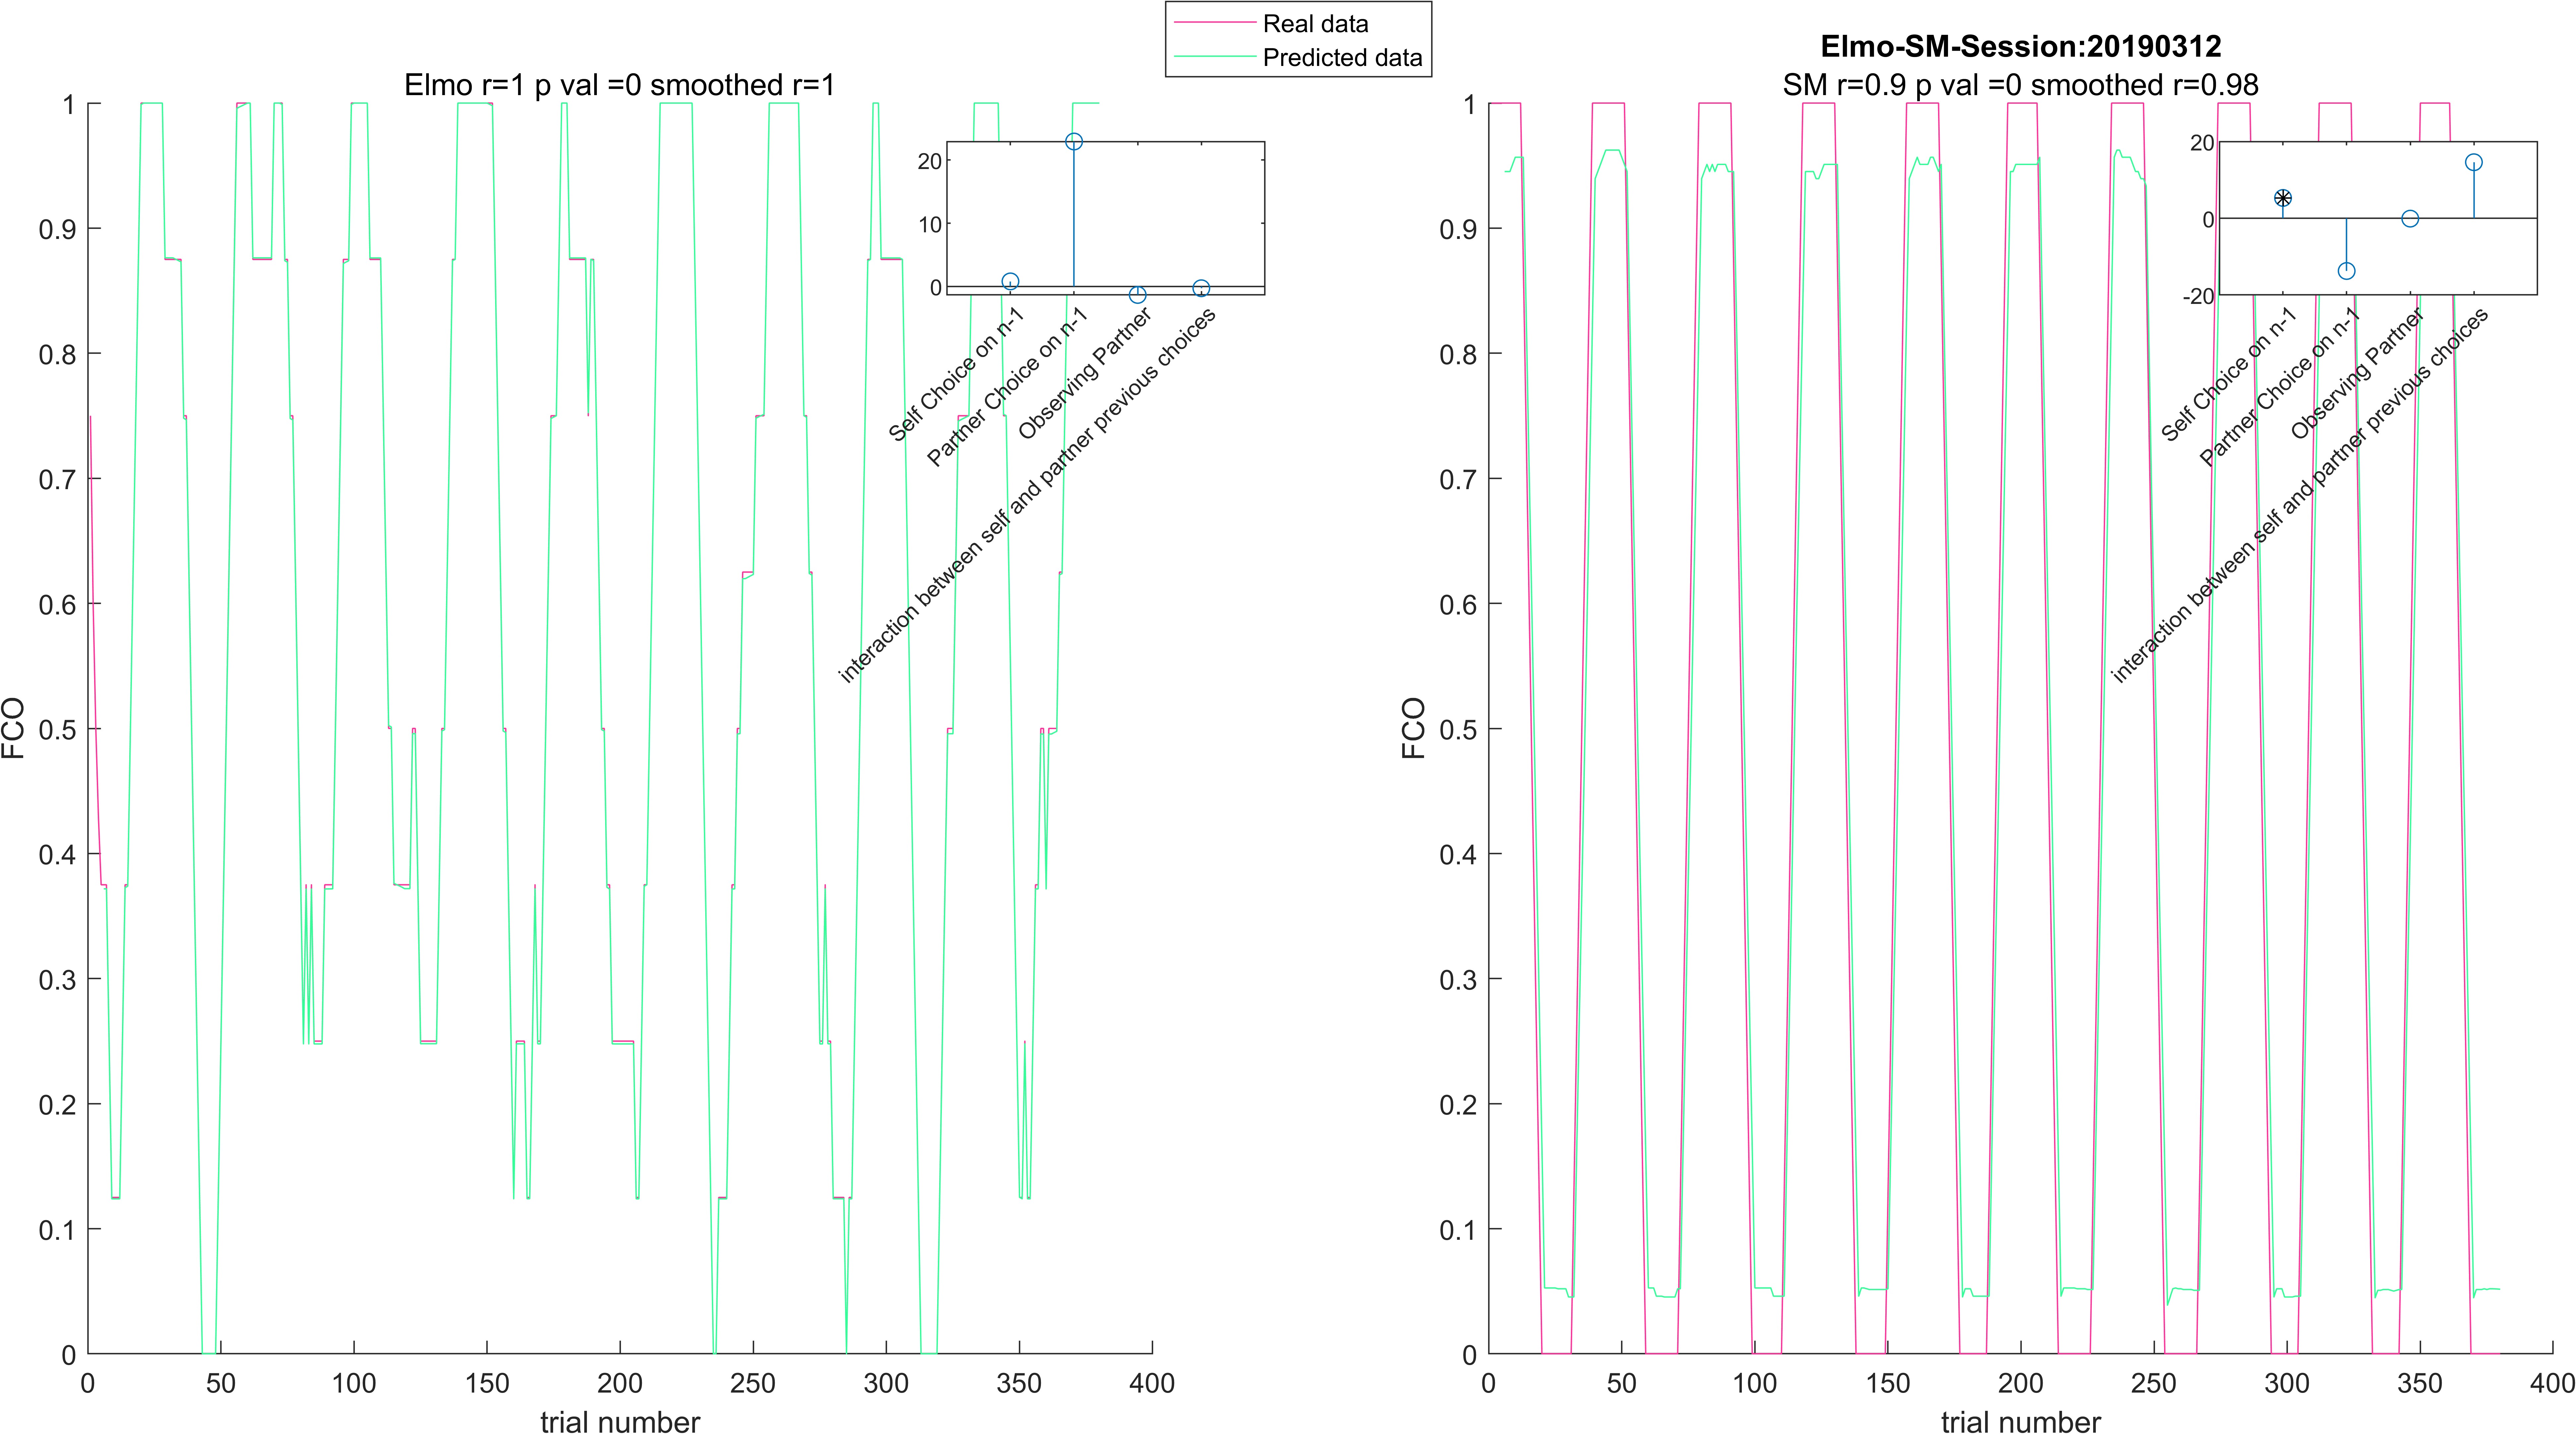 Real data
Predicted data
Elmo r=1 p val =0 smoothed r=1
FCO
1
0.9
0.8
0.7
0.6
0.5
0.4
0.3
0.2
0.1
0
0
50
100
150
200
250
300
350
400
trial number
20
10
0
Self Choice on n-1
Partner Choice on n-1
Observing Partner
interaction between self and partner previous choices
Elmo-SM-Session:20190312
SM r=0.9 p val =0 smoothed r=0.98
FCO
1
0.9
0.8
0.7
0.6
0.5
0.4
0.3
0.2
0.1
0
0
50
100
150
200
250
300
350
400
trial number
20
0
-20
Self Choice on n-1
Partner Choice on n-1
Observing Partner
interaction between self and partner previous choices